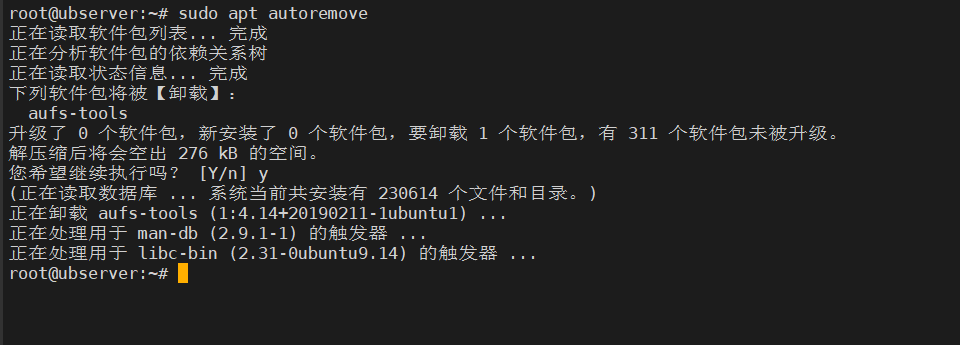 root@ubserver:~# sudo apt autoremove
正在读取软件包列表... 完成
正在分析软件包的依赖关系树
正在读取状态信息... 完成
下列软件包将被【卸载】：
  aufs-tools
升级了 0 个软件包，新安装了 0 个软件包，要卸载 1 个软件包，有 311 个软件包未被升级。
解压缩后将会空出 276 kB 的空间。
您希望继续执行吗？ [Y/n] y
(正在读取数据库 ... 系统当前共安装有 230614 个文件和目录。)
正在卸载 aufs-tools (1:4.14+20190211-1ubuntu1) ...
正在处理用于 man-db (2.9.1-1) 的触发器 ...
正在处理用于 libc-bin (2.31-0ubuntu9.14) 的触发器 ...
root@ubserver:~#